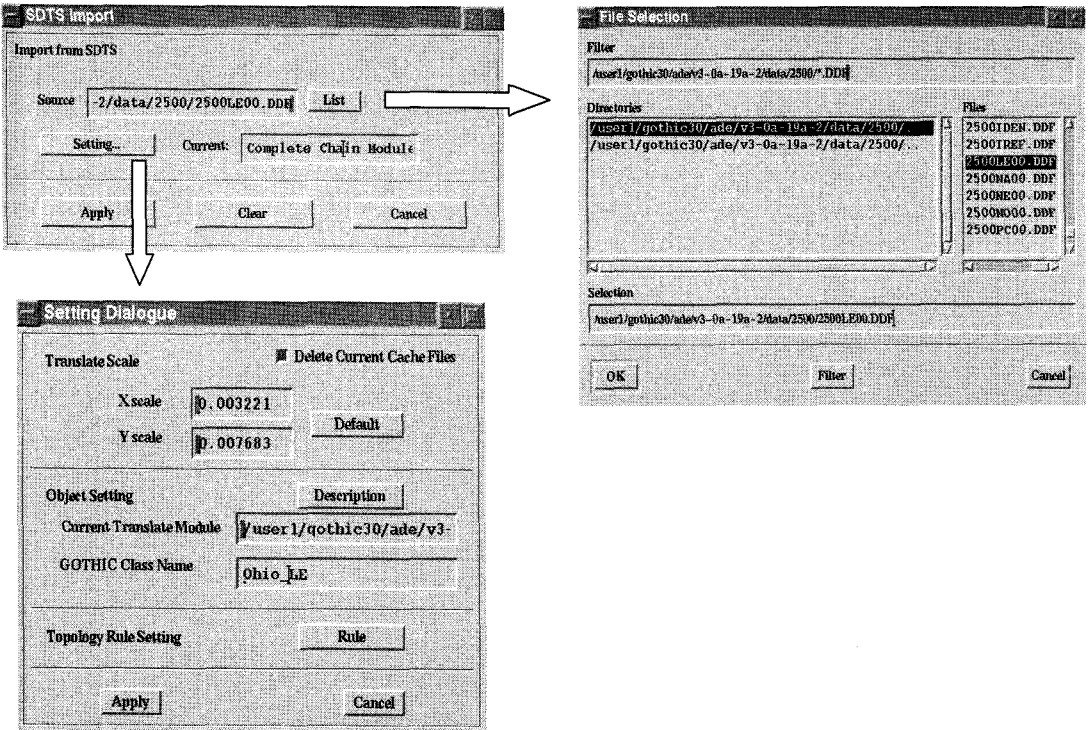 SDTS Import
Import from SDTS
Source -2/data/2500/2500LE00.DDF List
Setting... Current: Complete Chain Module
Apply Clear Cancel
File Selection
Filter
/user1/gothic30/ade/v3-0a-19a-2/data/2500/*.DDF
Directories Files
/user1/gothic30/ade/v3-0a-19a-2/data/2500/.
/user1/gothic30/ade/v3-0a-19a-2/data/2500/..
2500IDEN.DDF
2500IREF.DDF
2500LE00.DDF
2500NA00.DDF
2500NE00.DDF
2500NO00.DDF
2500PC00.DDF
Selection
/user1/gothic30/ade/v3-0a-19a-2/data/2500/2500LE00.DDF
OK Filter Cancel
Setting Dialogue
Translate Scale Delete Current Cache Files
X scale 0.003221
Y scale 0.007683
Default
Object Setting Description
Current Translate Module /user1/gothic30/ade/v3-
GOTHIC Class Name Ohio_LE
Topology Rule Setting Rule
Apply Cancel